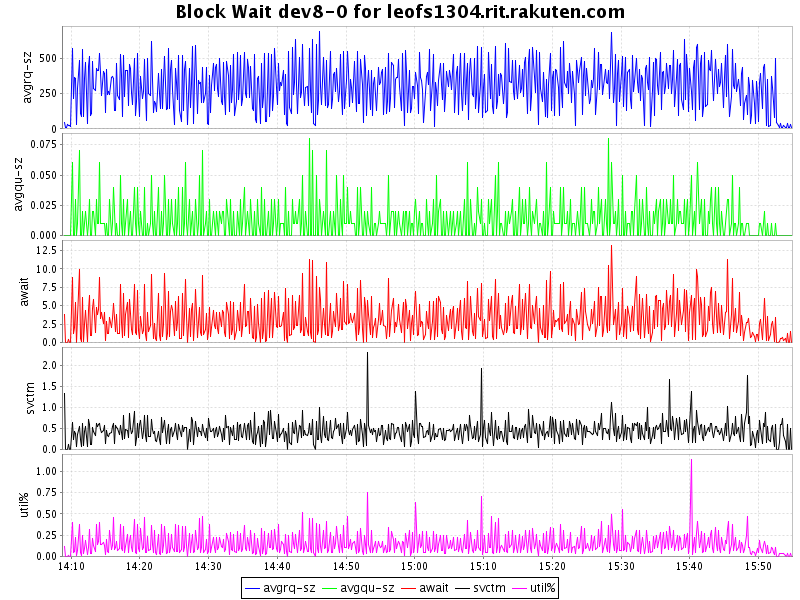 Block Wait dev8-0 for leofs1304.rit.rakuten.com
avgrq-sz
500
250
0
avgqu-sz
0.075
0.050
0.025
0.000
await
12.5
10.0
7.5
5.0
2.5
0.0
svctm
2.0
1.5
1.0
0.5
0.0
util%
1.00
0.75
0.50
0.25
0.00
14:10 14:20 14:30 14:40 14:50 15:00 15:10 15:20 15:30 15:40 15:50
avgrq-sz avgqu-sz await svctm util%